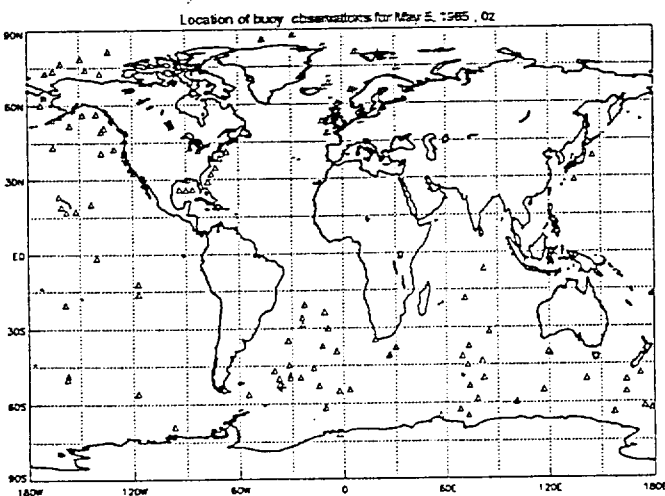 Location of buoy observations for May 5, 1985 , 0z
90N
60N
30N
EQ
30S
60S
90S
180W 120W 60W 0 60E 120E 180E